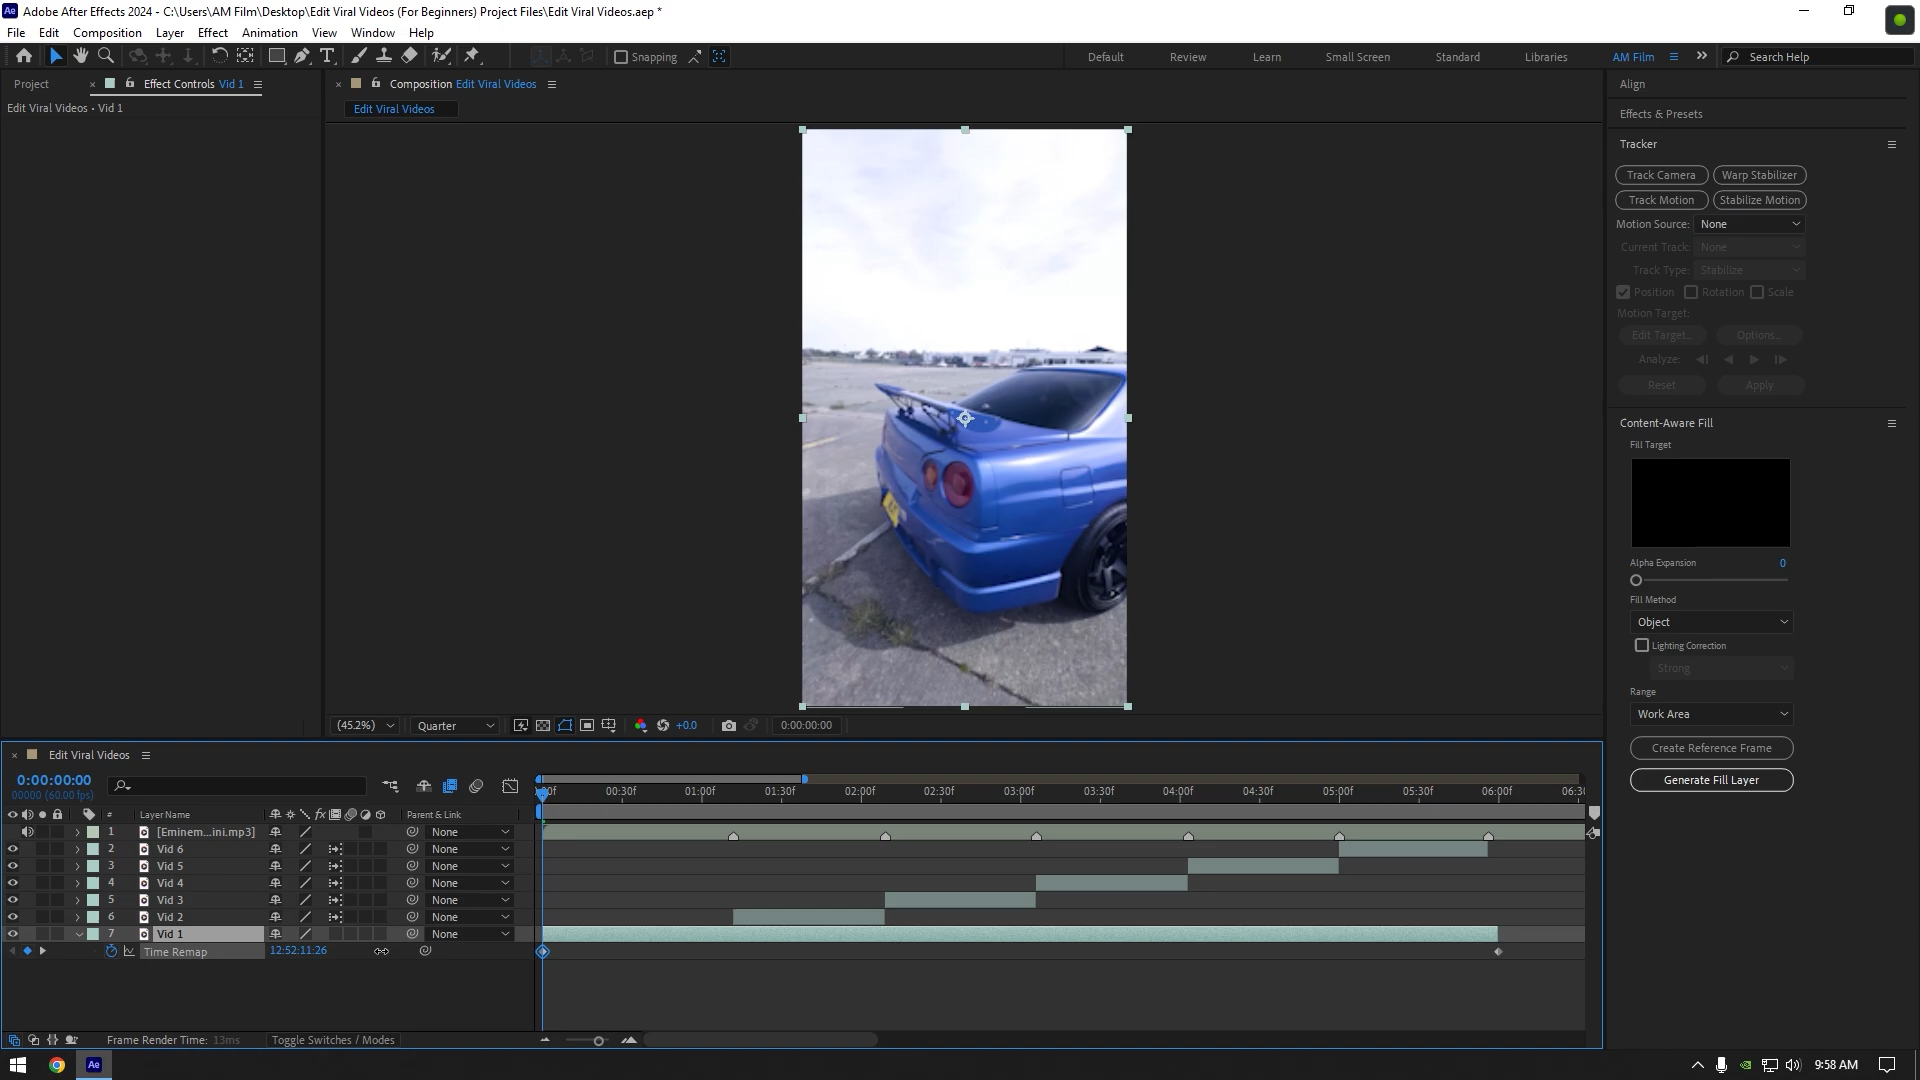 Adobe After Effects 2024 - C:\Users\AM Film\Desktop\Edit Viral Videos (For Beginners) Project Files\Edit Viral Videos.aep *
File Edit Composition Layer Effect Animation View Window Help
Snapping
Default Review Learn Small Screen Standard Libraries AM Film Search Help
Project Effect Controls Vid 1
Composition Edit Viral Videos
Align
Edit Viral Videos • Vid 1
Edit Viral Videos
Effects & Presets
Tracker
Track Camera Warp Stabilizer
Track Motion Stabilize Motion
Motion Source: None
Current Track: None
Track Type: Stabilize
Position Rotation Scale
Motion Target:
Edit Target... Options...
Analyze:
Reset Apply
Content-Aware Fill
Fill Target
Alpha Expansion 0
Fill Method
Object
Lighting Correction
Strong
Range
Work Area
Create Reference Frame
Generate Fill Layer
(45.2%) Quarter +0.0 0:00:00:00
Edit Viral Videos
0:00:00:00
00000 (60.00 fps)
:00f 00:30f 01:00f 01:30f 02:00f 02:30f 03:00f 03:30f 04:00f 04:30f 05:00f 05:30f 06:00f 06:30
# Layer Name fx Parent & Link
1 [Eminem...ini.mp3] None
2 Vid 6 None
3 Vid 5 None
4 Vid 4 None
5 Vid 3 None
6 Vid 2 None
7 Vid 1 None
Time Remap 12:52:11:26
Frame Render Time: 13ms Toggle Switches / Modes
Ae 9:58 AM